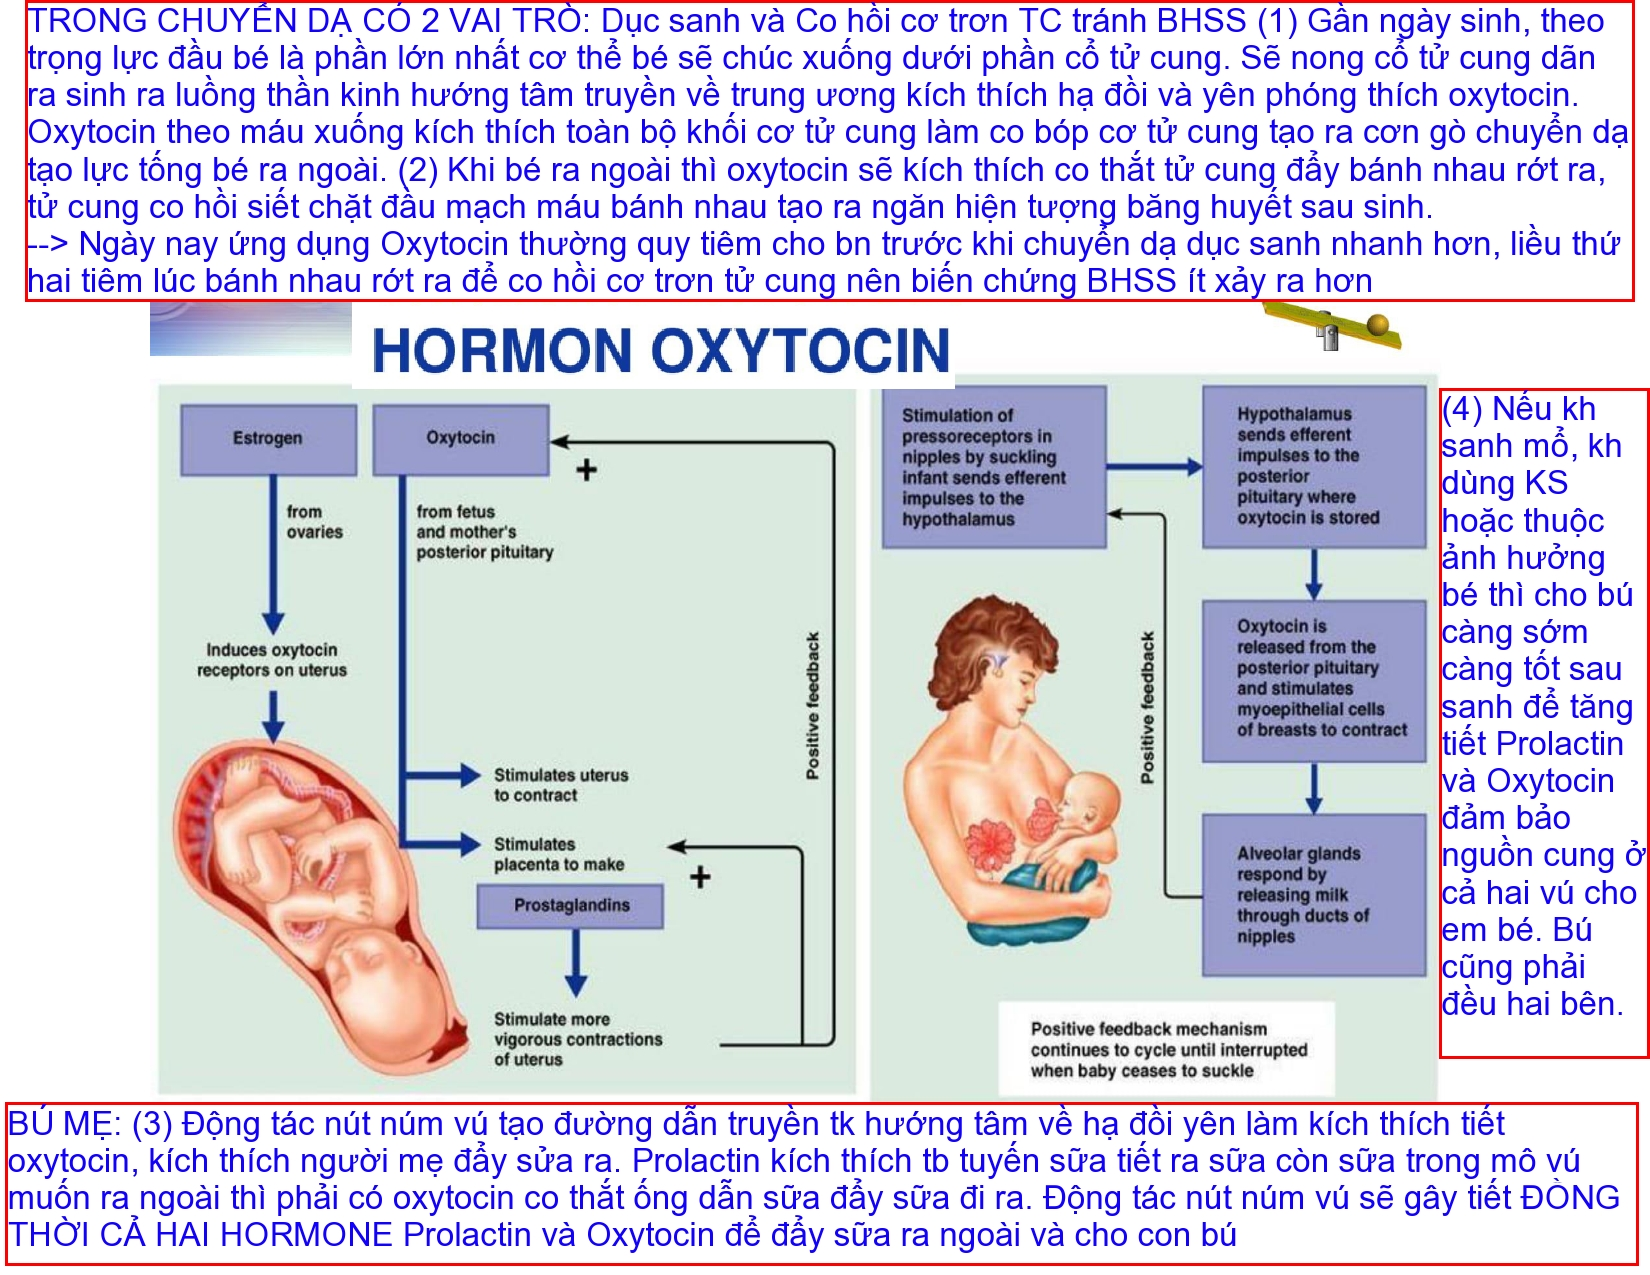 TRONG CHUYỂN DẠ CÓ 2 VAI TRÒ: Dục sanh và Co hồi cơ trơn TC tránh BHSS (1) Gần ngày sinh, theo
trọng lực đầu bé là phần lớn nhất cơ thể bé sẽ chúc xuống dưới phần cổ tử cung. Sẽ nong cổ tử cung dãn
ra sinh ra luồng thần kinh hướng tâm truyền về trung ương kích thích hạ đồi và yên phóng thích oxytocin.
Oxytocin theo máu xuống kích thích toàn bộ khối cơ tử cung làm co bóp cơ tử cung tạo ra cơn gò chuyển dạ
tạo lực tống bé ra ngoài. (2) Khi bé ra ngoài thì oxytocin sẽ kích thích co thắt tử cung đẩy bánh nhau rớt ra,
tử cung co hồi siết chặt đầu mạch máu bánh nhau tạo ra ngăn hiện tượng băng huyết sau sinh.
--> Ngày nay ứng dụng Oxytocin thường quy tiêm cho bn trước khi chuyển dạ dục sanh nhanh hơn, liều thứ
hai tiêm lúc bánh nhau rớt ra để co hồi cơ trơn tử cung nên biến chứng BHSS ít xảy ra hơn
HORMON OXYTOCIN
Estrogen
Oxytocin
+
from
ovaries
from fetus
and mother's
posterior pituitary
Induces oxytocin
receptors on uterus
Stimulates uterus
to contract
Stimulates
placenta to make
+
Prostaglandins
Stimulate more
vigorous contractions
of uterus
Positive feedback
Stimulation of
pressoreceptors in
nipples by suckling
infant sends efferent
impulses to the
hypothalamus
Hypothalamus
sends efferent
impulses to the
posterior
pituitary where
oxytocin is stored
Oxytocin is
released from the
posterior pituitary
and stimulates
myoepithelial cells
of breasts to contract
Positive feedback
Alveolar glands
respond by
releasing milk
through ducts of
nipples
Positive feedback mechanism
continues to cycle until interrupted
when baby ceases to suckle
(4) Nếu kh
sanh mổ, kh
dùng KS
hoặc thuộc
ảnh hưởng
bé thì cho bú
càng sớm
càng tốt sau
sanh để tăng
tiết Prolactin
và Oxytocin
đảm bảo
nguồn cung ở
cả hai vú cho
em bé. Bú
cũng phải
đều hai bên.
BÚ MẸ: (3) Động tác nút núm vú tạo đường dẫn truyền tk hướng tâm về hạ đồi yên làm kích thích tiết
oxytocin, kích thích người mẹ đẩy sửa ra. Prolactin kích thích tb tuyến sữa tiết ra sữa còn sữa trong mô vú
muốn ra ngoài thì phải có oxytocin co thắt ống dẫn sữa đẩy sữa đi ra. Động tác nút núm vú sẽ gây tiết ĐỒNG
THỜI CẢ HAI HORMONE Prolactin và Oxytocin để đẩy sữa ra ngoài và cho con bú